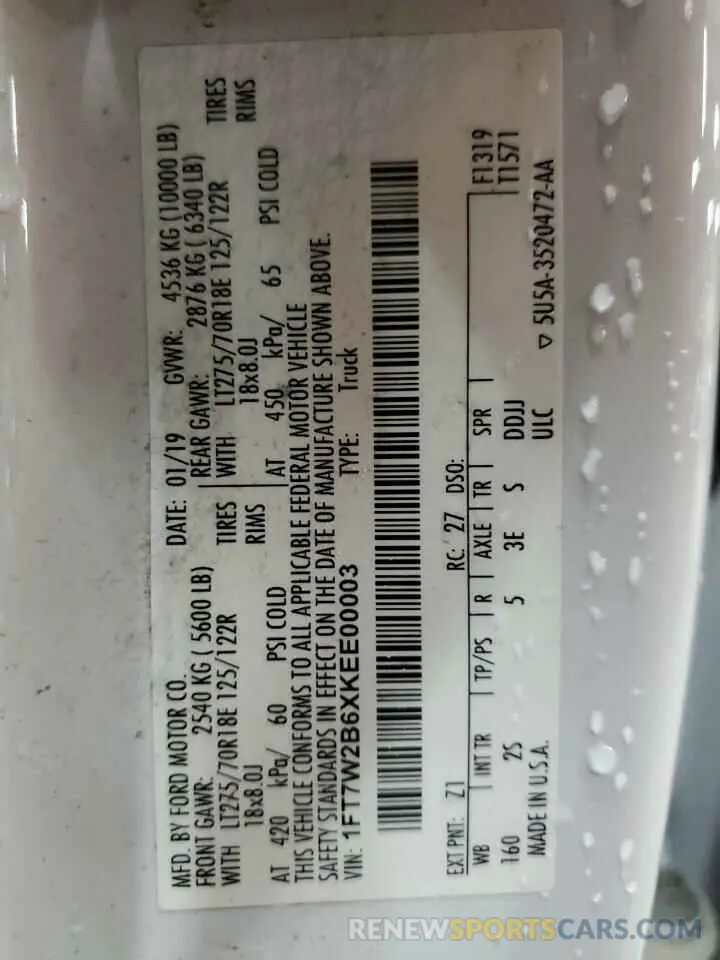 MFD. BY FORD MOTOR CO.
DATE: 01/19 GVWR: 4536 KG (10000 LB)
FRONT GAWR: 2540 KG ( 5600 LB) REAR GAWR: 2876 KG ( 6340 LB)
WITH LT275/70R18E 125/122R TIRES WITH LT275/70R18E 125/122R TIRES
18x8.0J RIMS 18x8.0J RIMS
AT 420 kPa/ 60 PSI COLD AT 450 kPa/ 65 PSI COLD
THIS VEHICLE CONFORMS TO ALL APPLICABLE FEDERAL MOTOR VEHICLE
SAFETY STANDARDS IN EFFECT ON THE DATE OF MANUFACTURE SHOWN ABOVE.
VIN: 1FT7W2B6XKEE00003 TYPE: Truck
EXT PNT: Z1 RC: 27 DSO:
WB INT TR TP/PS R AXLE TR SPR F1319
160 2S 5 3E S DDJJ T1571
MADE IN U.S.A. ULC ▽ 5U5A-3520472-AA
RENEWSPORTSCARS.COM